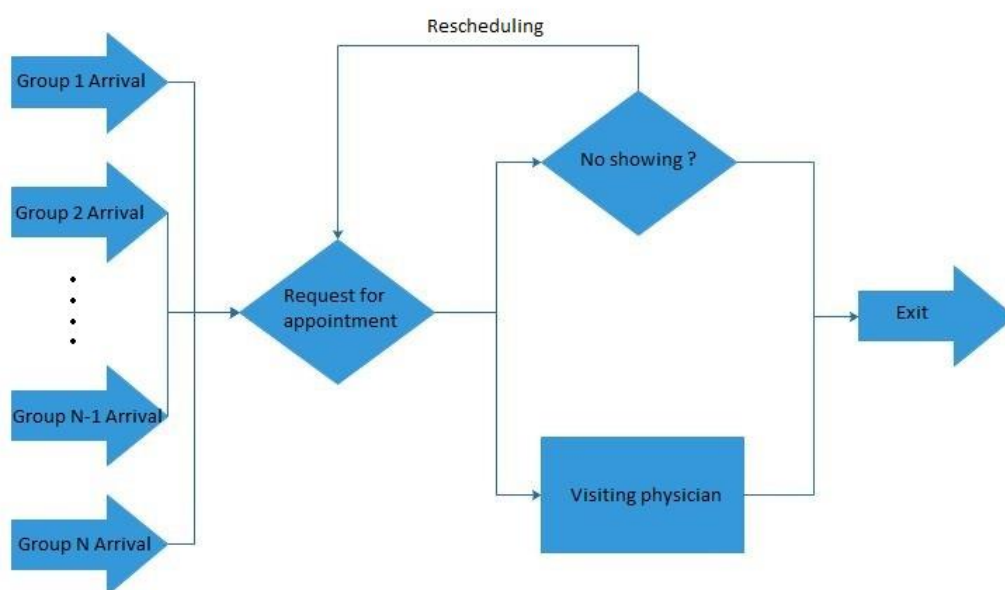 Rescheduling
Group 1 Arrival
No showing ?
Group 2 Arrival
Request for
appointment
Exit
Group N-1 Arrival
Visiting physician
Group N Arrival